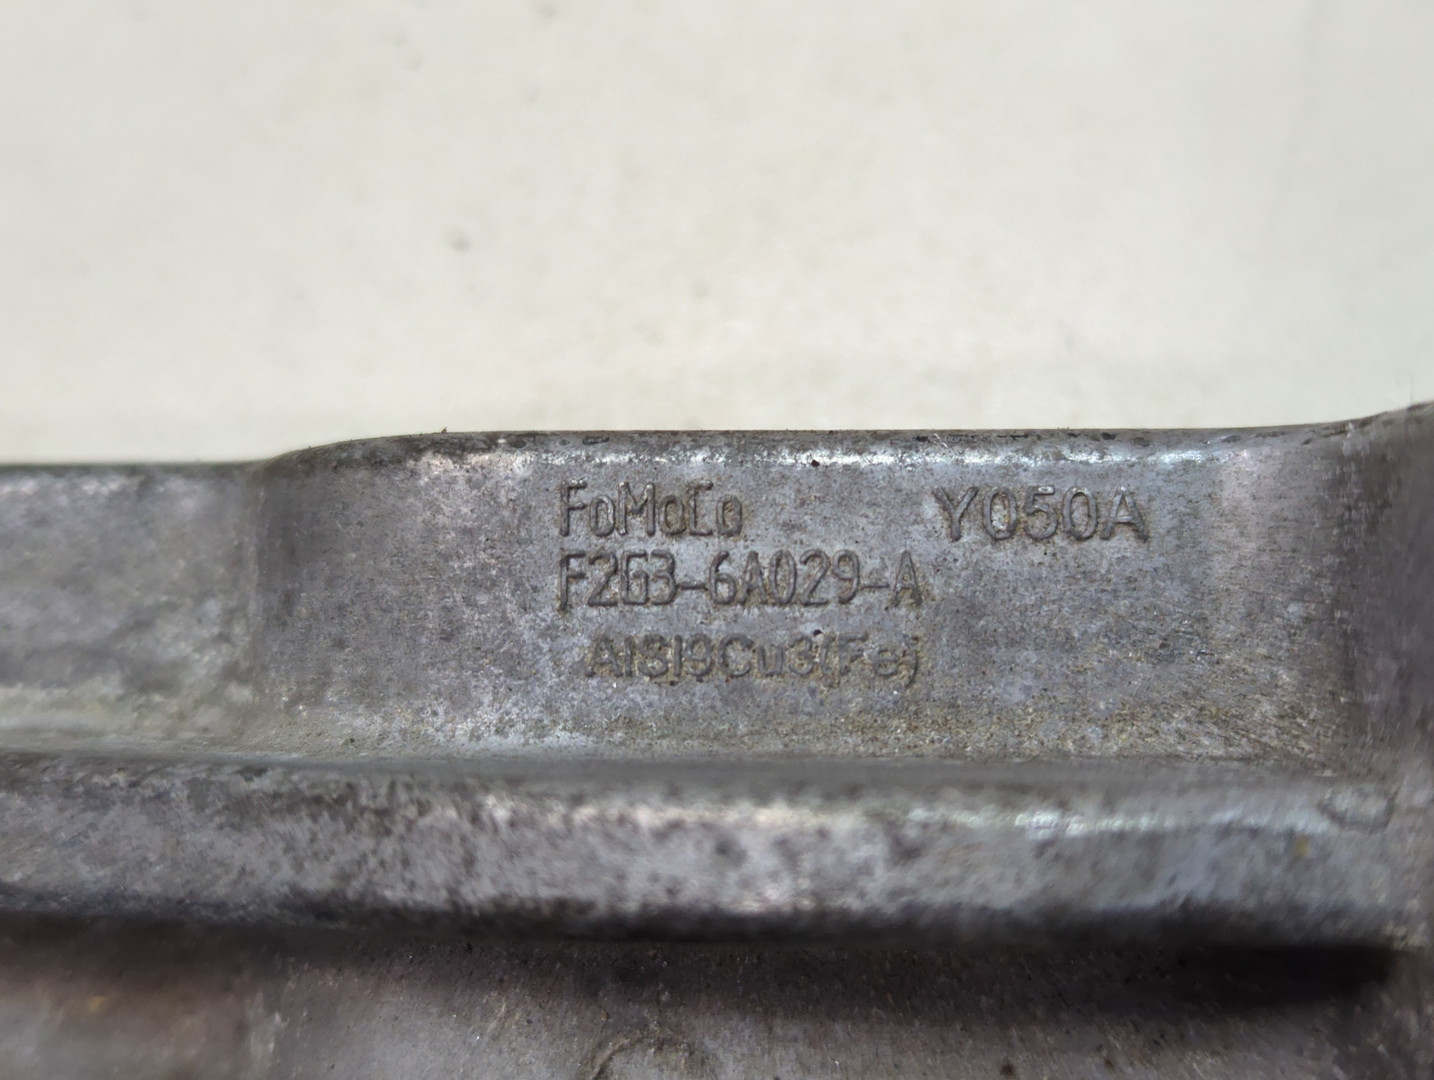 FoMoCo Y050A
F2G3-6A029-A
AlSi9Cu3(Fe)